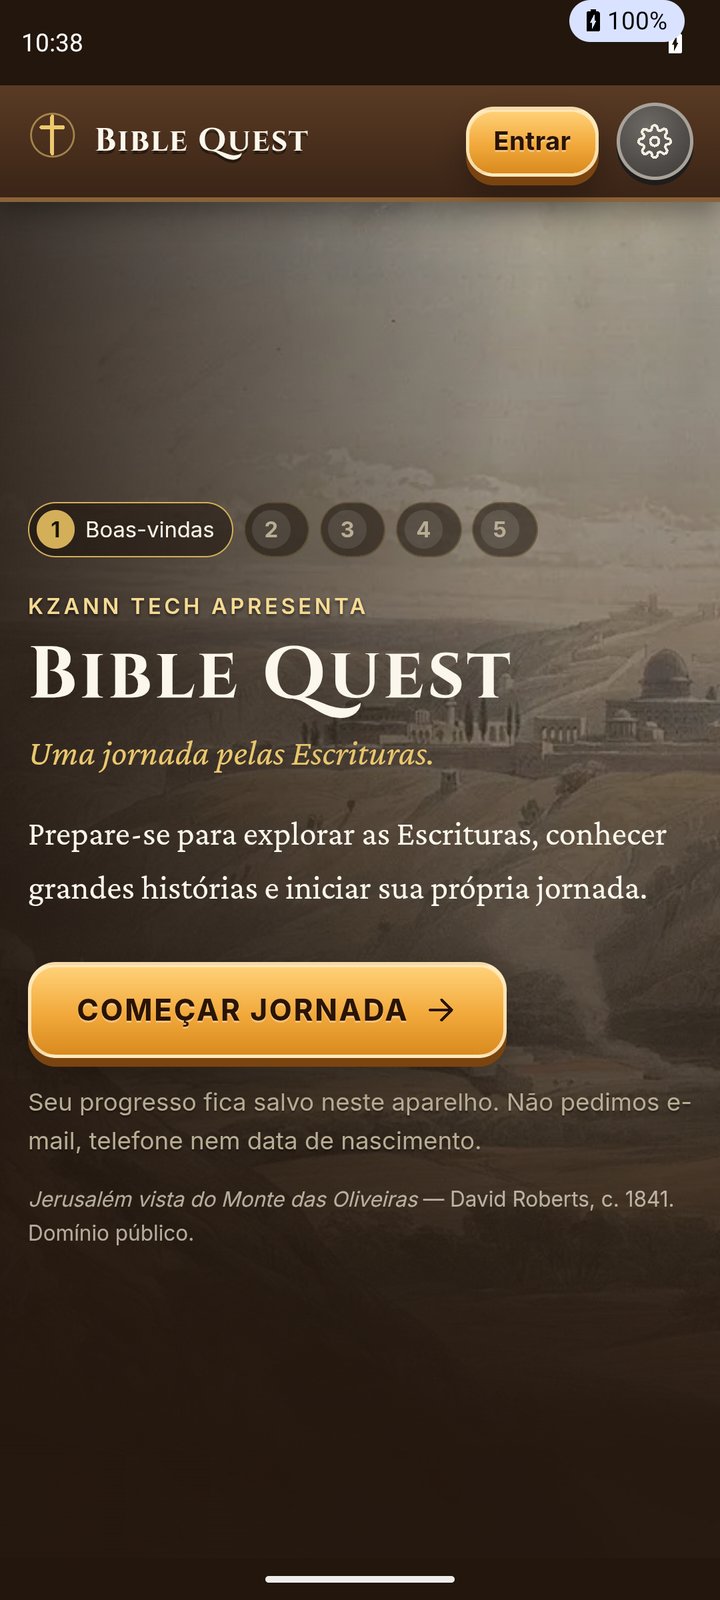 10:38
100%
Bible Quest
Entrar
1 Boas-vindas 2 3 4 5
KZANN TECH APRESENTA
Bible Quest
Uma jornada pelas Escrituras.
Prepare-se para explorar as Escrituras, conhecer
grandes histórias e iniciar sua própria jornada.
COMEÇAR JORNADA →
Seu progresso fica salvo neste aparelho. Não pedimos e-
mail, telefone nem data de nascimento.
Jerusalém vista do Monte das Oliveiras — David Roberts, c. 1841.
Domínio público.